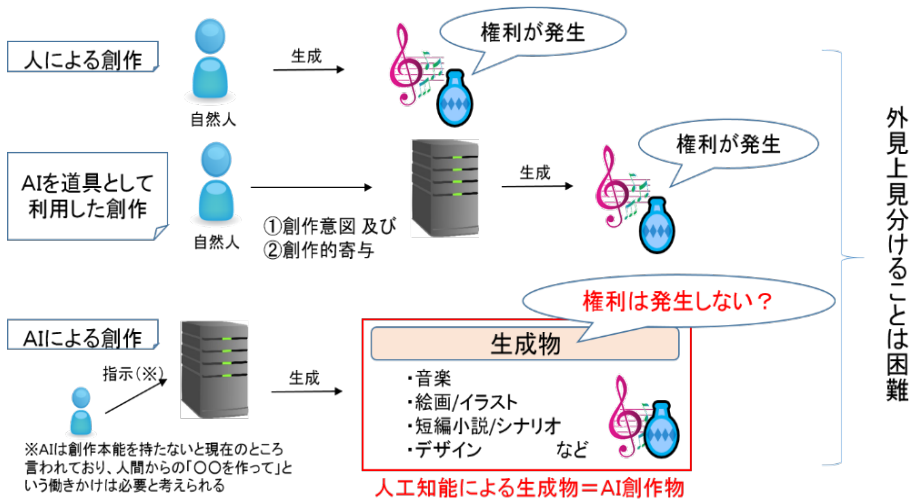 人による創作
自然人
生成
権利が発生
AIを道具として
利用した創作
自然人
①創作意図 及び
②創作的寄与
生成
権利が発生
AIによる創作
指示(※)
生成
権利は発生しない?
生成物
・音楽
・絵画/イラスト
・短編小説/シナリオ
・デザイン など
※AIは創作本能を持たないと現在のところ
言われており、人間からの「〇〇を作って」と
いう働きかけは必要と考えられる
人工知能による生成物=AI創作物
外見上見分けることは困難